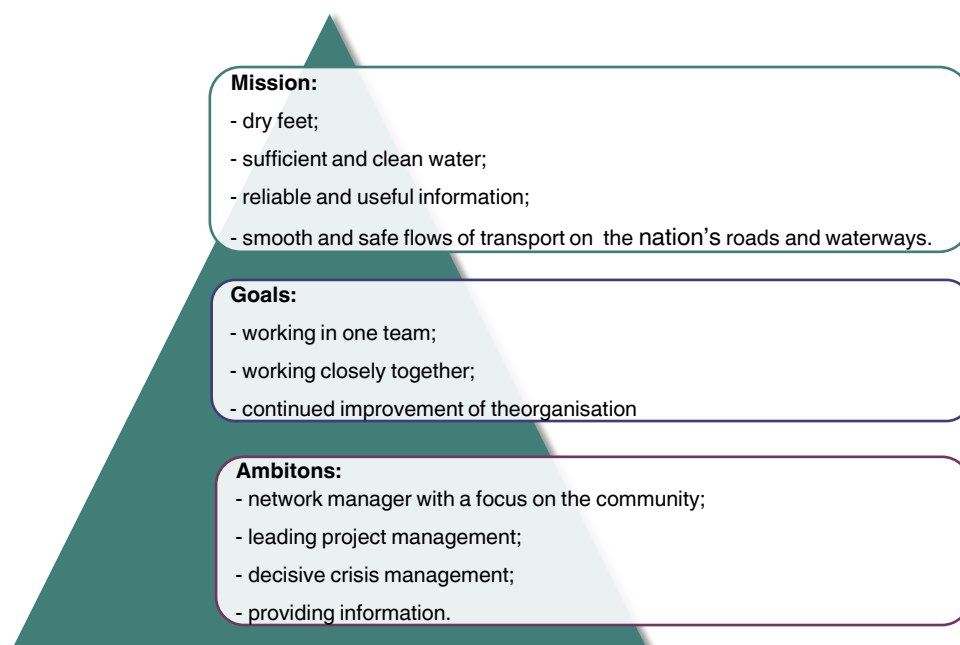 Mission:
- dry feet;
- sufficient and clean water;
- reliable and useful information;
- smooth and safe flows of transport on the nation's roads and waterways.
Goals:
- working in one team;
- working closely together;
- continued improvement of theorganisation
Ambitons:
- network manager with a focus on the community;
- leading project management;
- decisive crisis management;
- providing information.